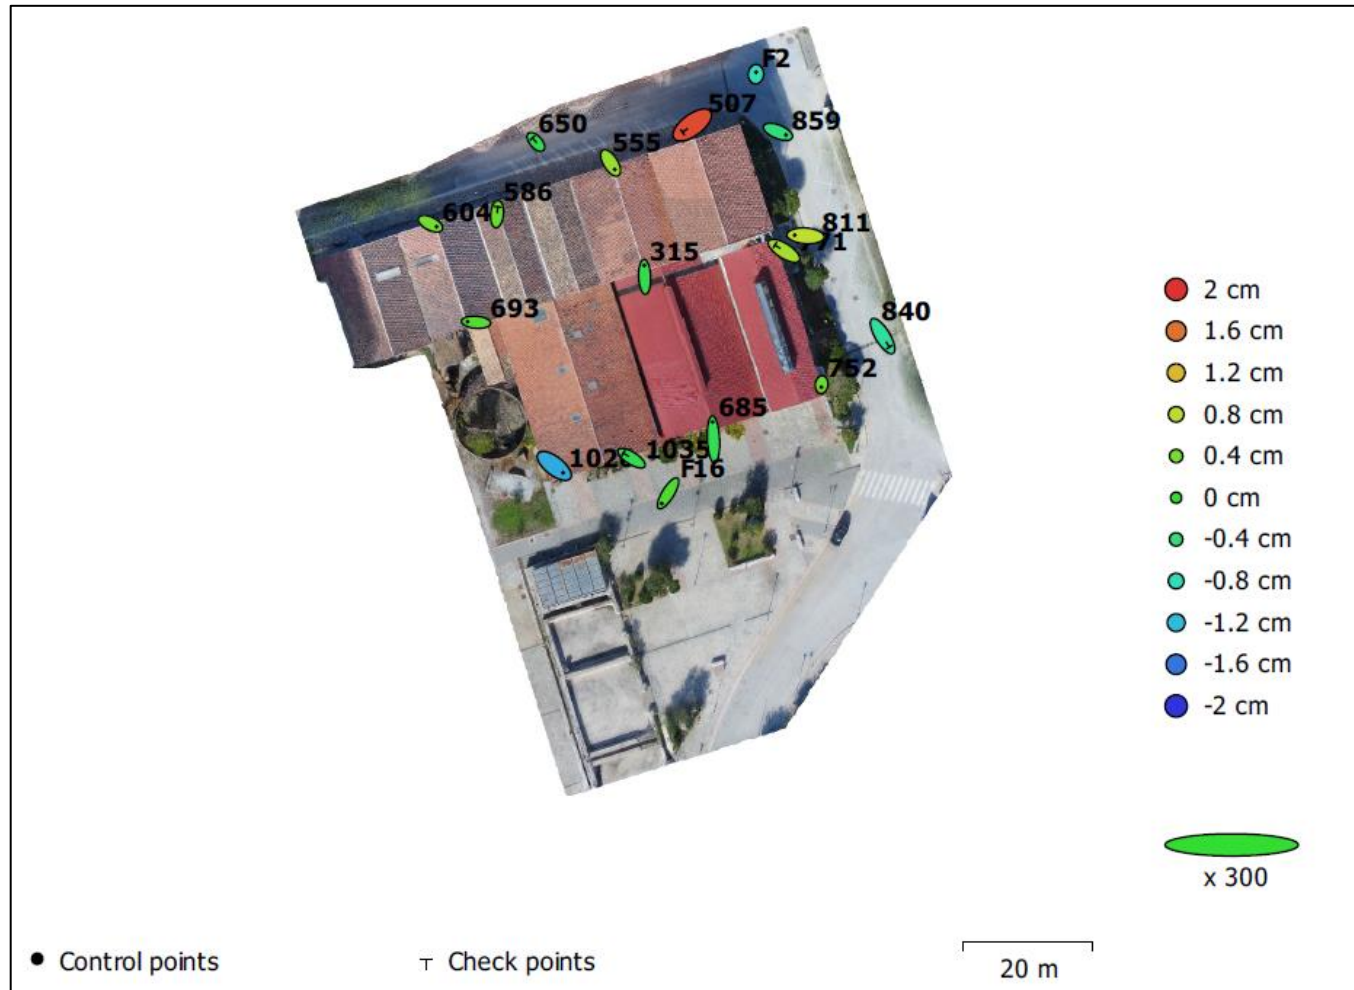 F2
507
859
650
555
586
604
811
771
315
693
840
752
685
1035
F16
2 cm
1.6 cm
1.2 cm
0.8 cm
0.4 cm
0 cm
-0.4 cm
-0.8 cm
-1.2 cm
-1.6 cm
-2 cm
x 300
Control points
Check points
20 m